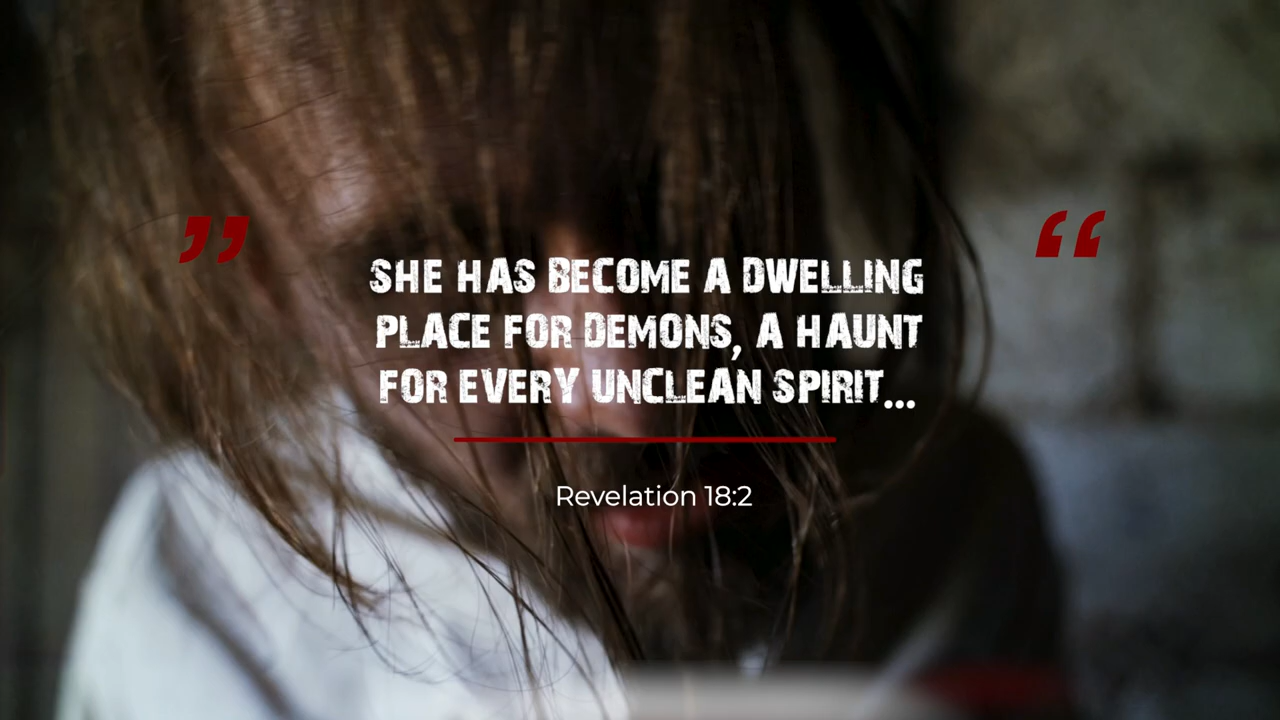 ” “
SHE HAS BECOME A DWELLING
PLACE FOR DEMONS, A HAUNT
FOR EVERY UNCLEAN SPIRIT...
Revelation 18:2